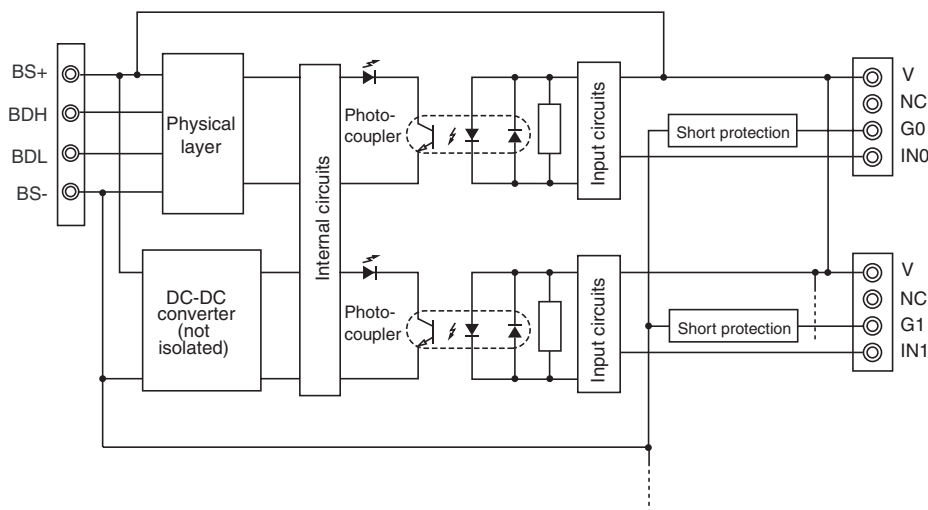 BS+
BDH
BDL
BS-
Physical
layer
DC-DC
converter
(not
isolated)
Internal circuits
Photo-
coupler
Input circuits
Short protection
V
NC
G0
IN0
Photo-
coupler
Input circuits
Short protection
V
NC
G1
IN1